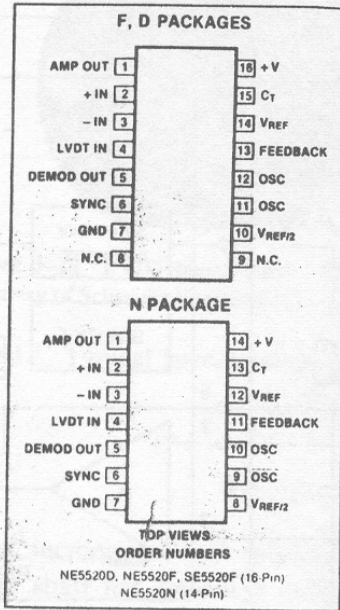 F, D PACKAGES
AMP OUT 1 16 +V
+ IN 2 15 CT
– IN 3 14 VREF
LVDT IN 4 13 FEEDBACK
DEMOD OUT 5 12 OSC
SYNC 6 11 OSC
GND 7 10 VREF/2
N.C. 8 9 N.C.
N PACKAGE
AMP OUT 1 14 +V
+ IN 2 13 CT
– IN 3 12 VREF
LVDT IN 4 11 FEEDBACK
DEMOD OUT 5 10 OSC
SYNC 6 9 O̅S̅C̅
GND 7 8 VREF/2
TOP VIEWS
ORDER NUMBERS
NE5520D, NE5520F, SE5520F (16-Pin)
NE5520N (14-Pin)